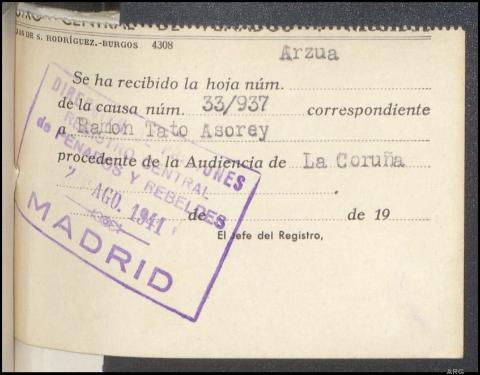 CENTRAL DE
S. RODRÍGUEZ.-BURGOS 4308
Arzua
Se ha recibido la hoja núm.
de la causa núm. 33/937 correspondiente
a Ramón Tato Asorey
procedente de la Audiencia de La Coruña
de de 19
El Jefe del Registro,
REGISTRO CENTRAL
de PENADOS Y REBELDES
AGO. 1941
MADRID
ARG